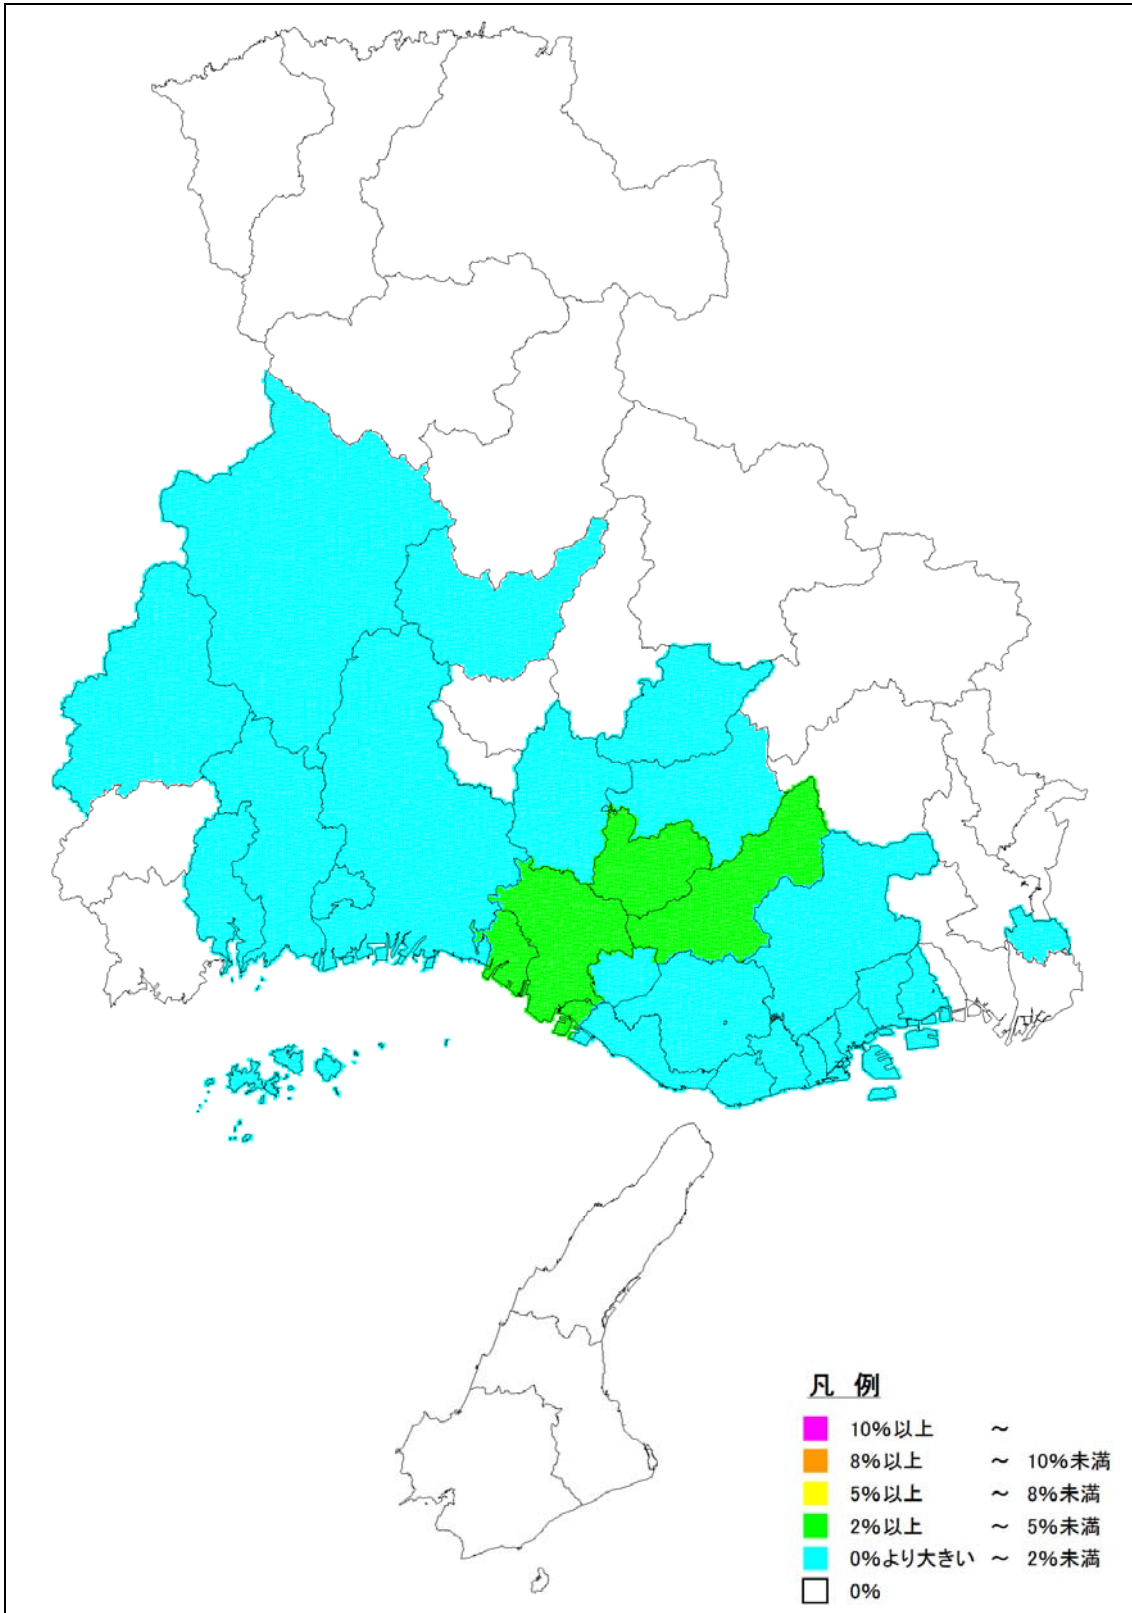 凡 例
10%以上 ～
8%以上 ～ 10%未満
5%以上 ～ 8%未満
2%以上 ～ 5%未満
0%より大きい ～ 2%未満
0%